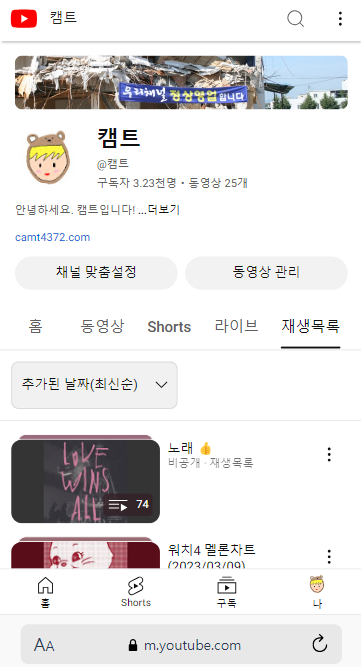 캠트
우리채널 정상영업합니다
캠트
@캠트
구독자 3.23천명 • 동영상 25개
안녕하세요. 캠트입니다! ...더보기
camt4372.com
채널 맞춤설정
동영상 관리
홈 동영상 Shorts 라이브 재생목록
추가된 날짜(최신순)
LOVE
WINS
ALL
74
노래 👍
비공개 · 재생목록
워치4 멜론차트
(2023/03/09)
홈 Shorts 구독 나
AA m.youtube.com